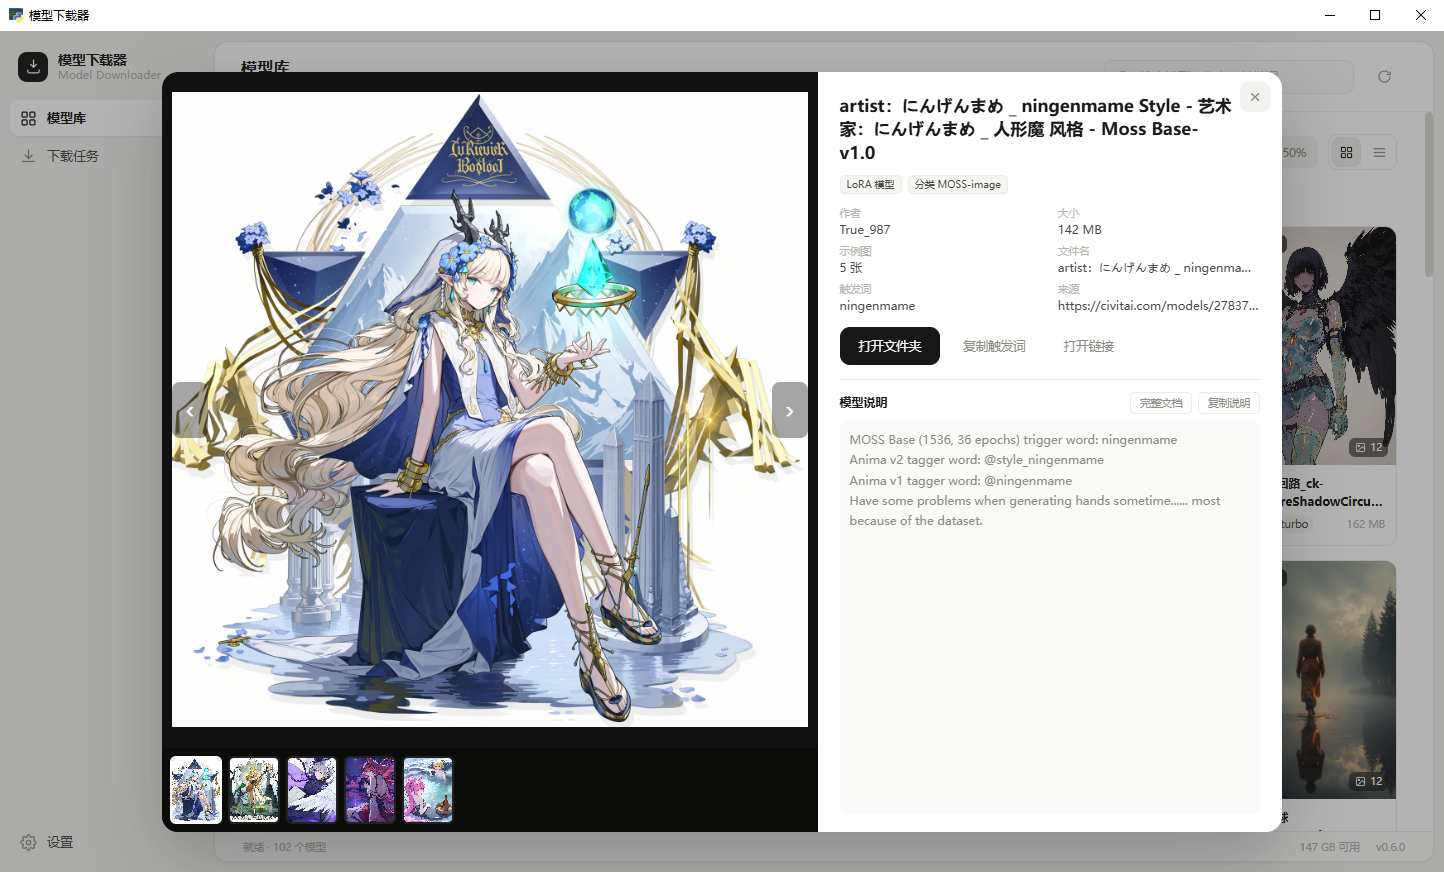 模型下载器
模型下载器
Model Downloader
模型库
下载任务
设置
模型库
50%
artist：にんげんまめ _ ningenmame Style - 艺术
家：にんげんまめ _ 人形魔 风格 - Moss Base-
v1.0
LoRA 模型
分类 MOSS-image
作者
True_987
大小
142 MB
示例图
5 张
文件名
artist：にんげんまめ _ ningenma...
触发词
ningenmame
来源
https://civitai.com/models/27837...
打开文件夹
复制触发词
打开链接
模型说明
完整文档
复制说明
MOSS Base (1536, 36 epochs) trigger word: ningenmame
Anima v2 tagger word: @style_ningenmame
Anima v1 tagger word: @ningenmame
Have some problems when generating hands sometime...... most
because of the dataset.
12
回路_ck-
reShadowCircu...
turbo
162 MB
12
就绪 · 102 个模型
147 GB 可用 · v0.6.0